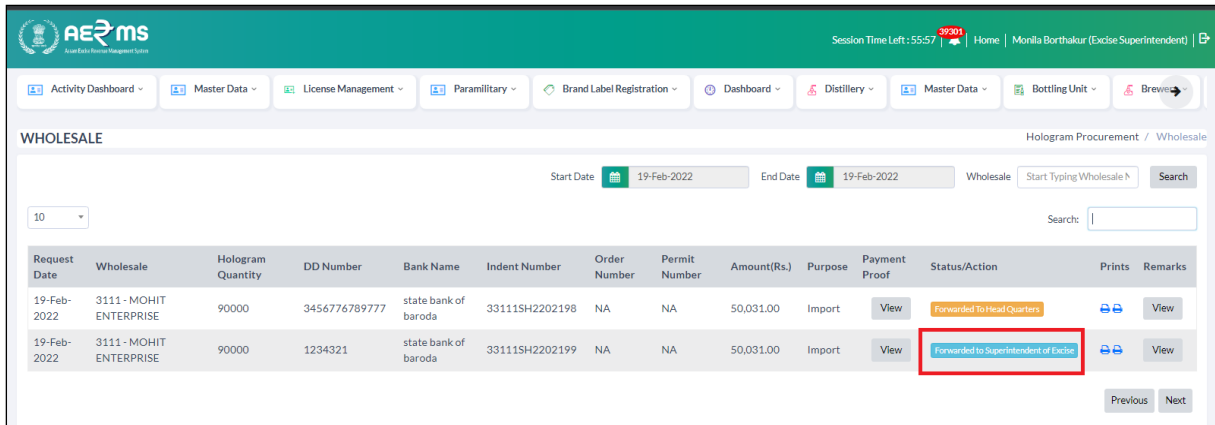 AERMS
Assam Excise Revenue Management System
Session Time Left : 55:57 39301 | Home | Monila Borthakur (Excise Superintendent) |
Activity Dashboard Master Data License Management Paramilitary Brand Label Registration Dashboard Distillery Master Data Bottling Unit Brewery
WHOLESALE Hologram Procurement / Wholesale
Start Date 19-Feb-2022 End Date 19-Feb-2022 Wholesale Start Typing Wholesale N Search
10 Search:
Request Date Wholesale Hologram Quantity DD Number Bank Name Indent Number Order Number Permit Number Amount(Rs.) Purpose Payment Proof Status/Action Prints Remarks
19-Feb-2022 3111 - MOHIT ENTERPRISE 90000 3456776789777 state bank of baroda 33111SH2202198 NA NA 50,031.00 Import View Forwarded To Head Quarters View
19-Feb-2022 3111 - MOHIT ENTERPRISE 90000 1234321 state bank of baroda 33111SH2202199 NA NA 50,031.00 Import View Forwarded to Superintendent of Excise View
Previous Next